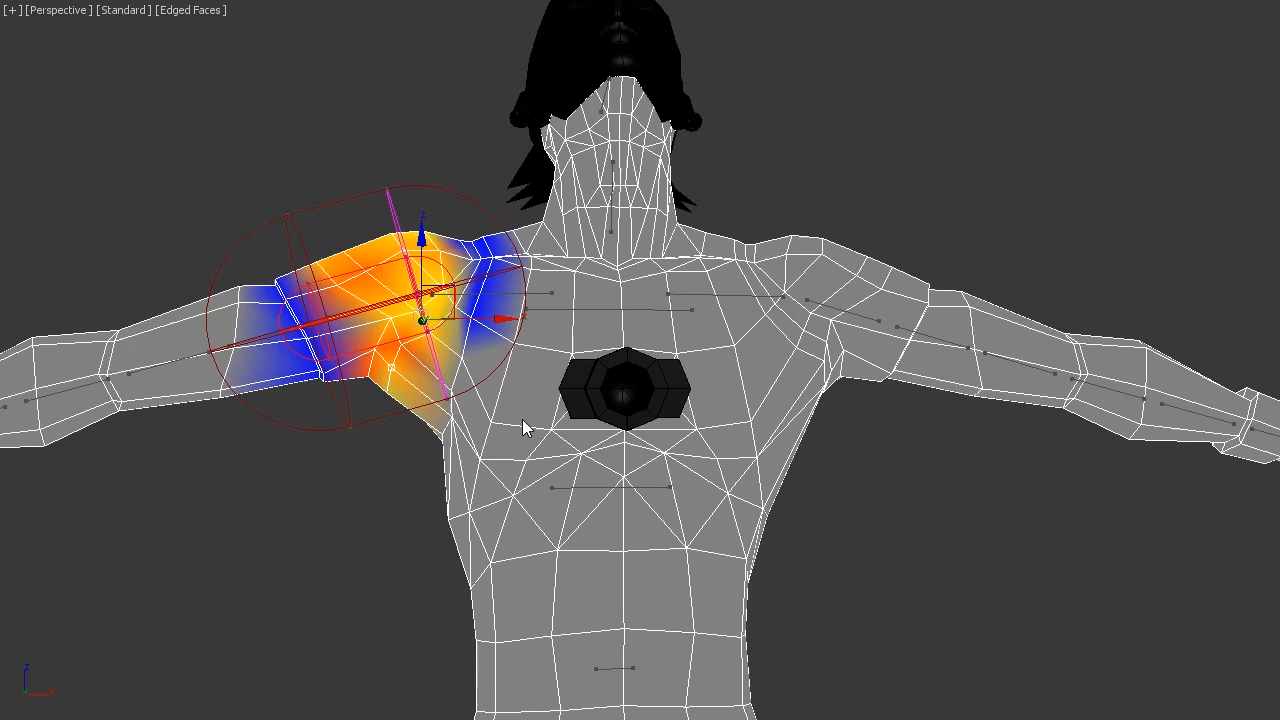 [+] [Perspective] [Standard] [Edged Faces]
z
x
z
y
x